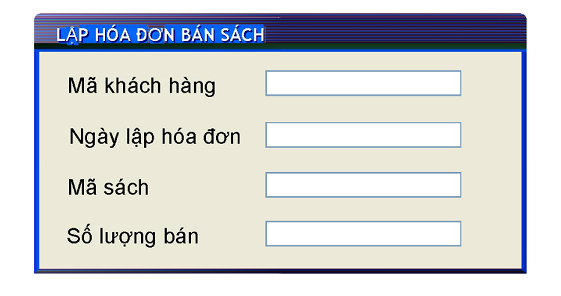 LẬP HÓA ĐƠN BÁN SÁCH
Mã khách hàng
Ngày lập hóa đơn
Mã sách
Số lượng bán